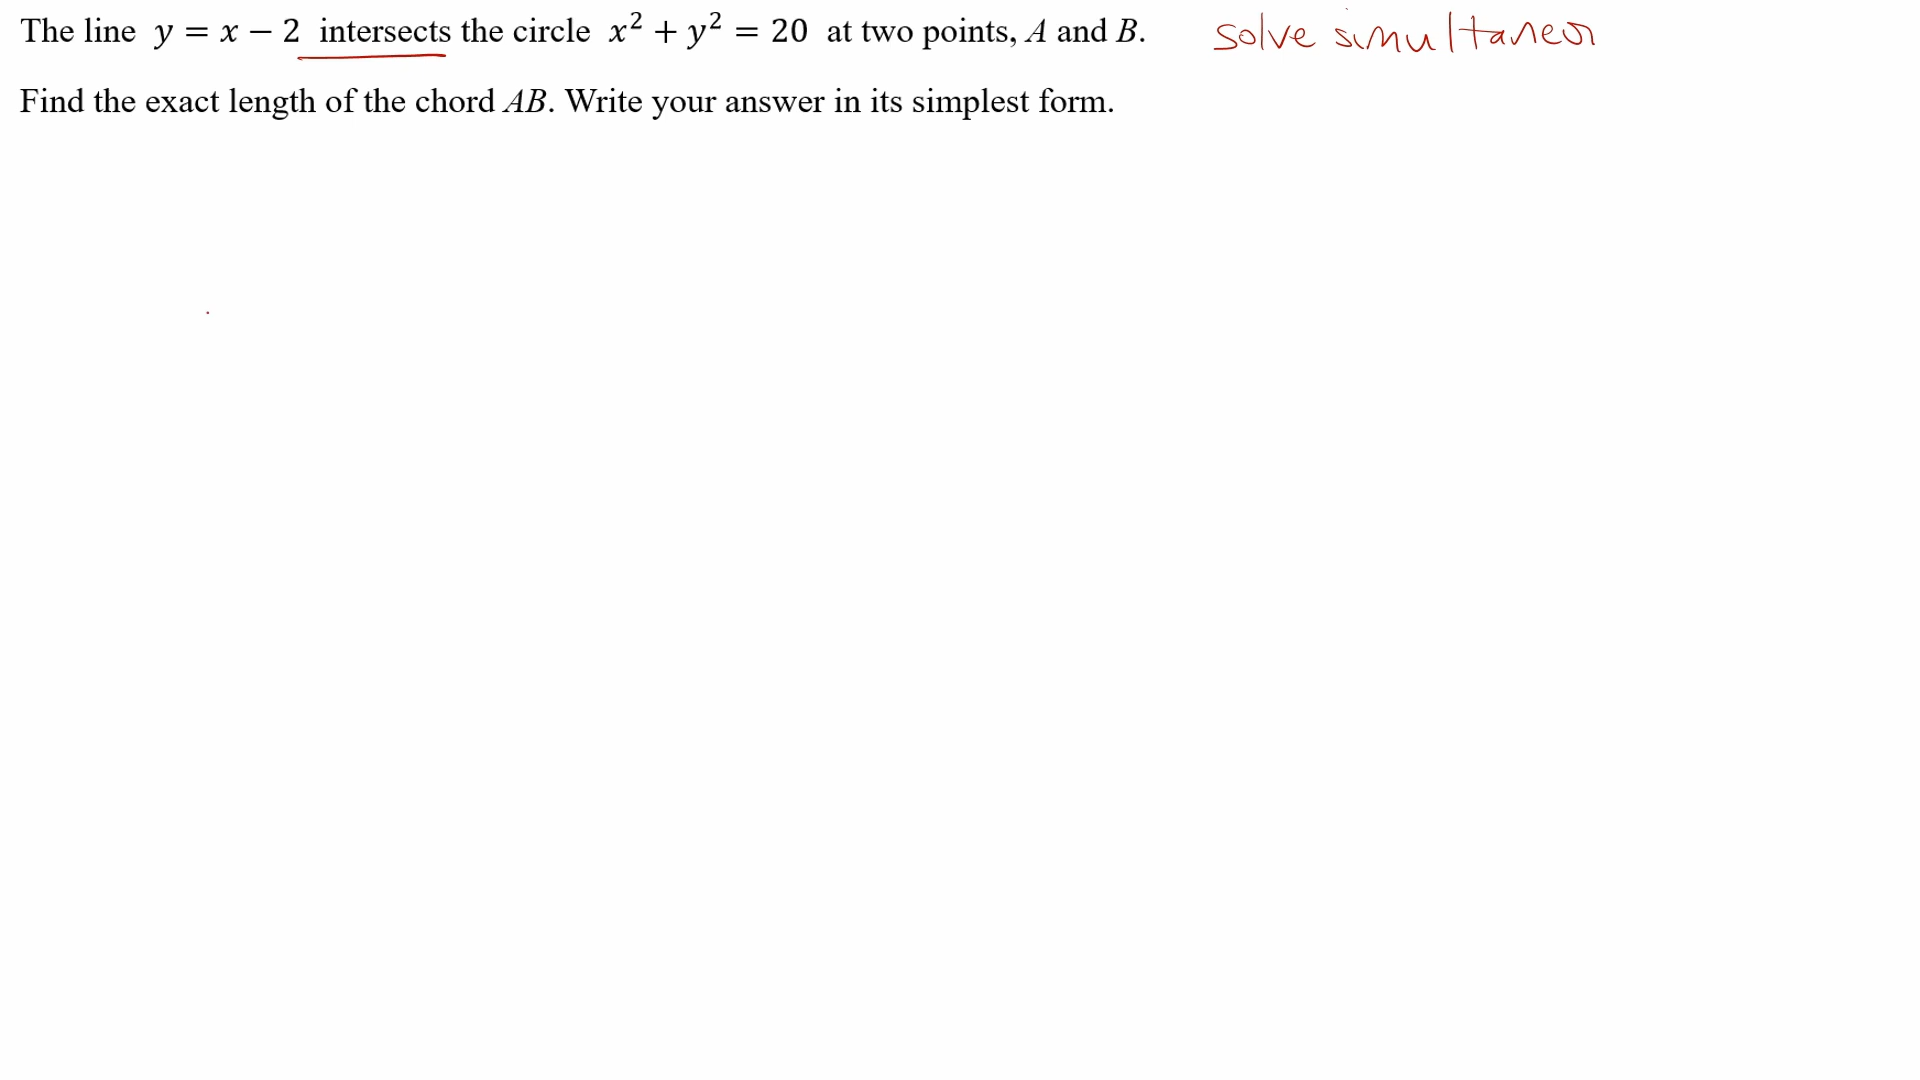 The line y = x − 2 intersects the circle x² + y² = 20 at two points, A and B. solve simultaneou
Find the exact length of the chord AB. Write your answer in its simplest form.